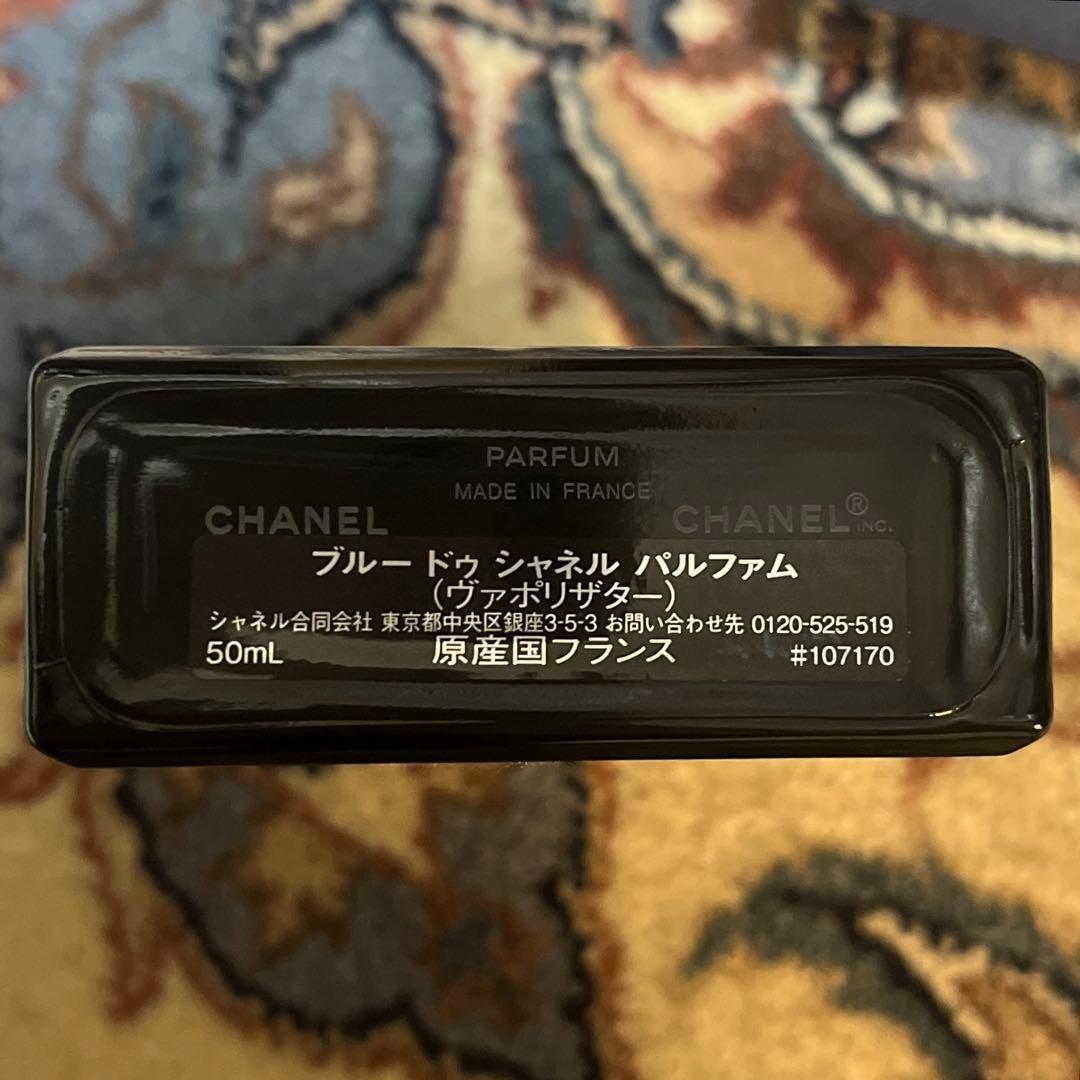 PARFUM
MADE IN FRANCE
CHANEL CHANEL® INC.
ブルー ドゥ シャネル パルファム
(ヴァポリザター)
シャネル合同会社 東京都中央区銀座3-5-3 お問い合わせ先 0120-525-519
50mL 原産国フランス #107170